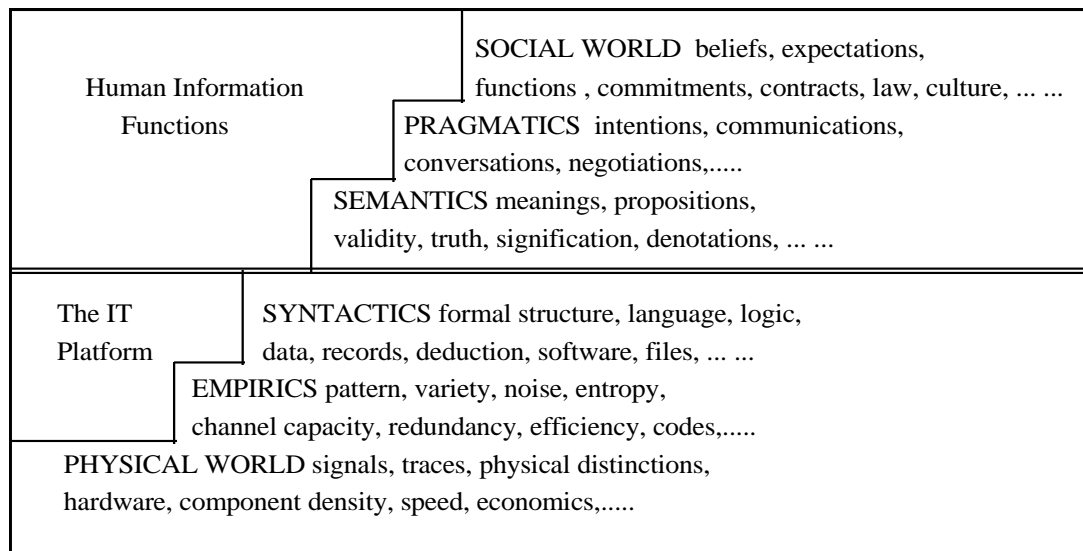 SOCIAL WORLD beliefs, expectations,
functions , commitments, contracts, law, culture, ... ...
Human Information
Functions
PRAGMATICS intentions, communications,
conversations, negotiations,.....
SEMANTICS meanings, propositions,
validity, truth, signification, denotations, ... ...
The IT
Platform
SYNTACTICS formal structure, language, logic,
data, records, deduction, software, files, ... ...
EMPIRICS pattern, variety, noise, entropy,
channel capacity, redundancy, efficiency, codes,.....
PHYSICAL WORLD signals, traces, physical distinctions,
hardware, component density, speed, economics,.....